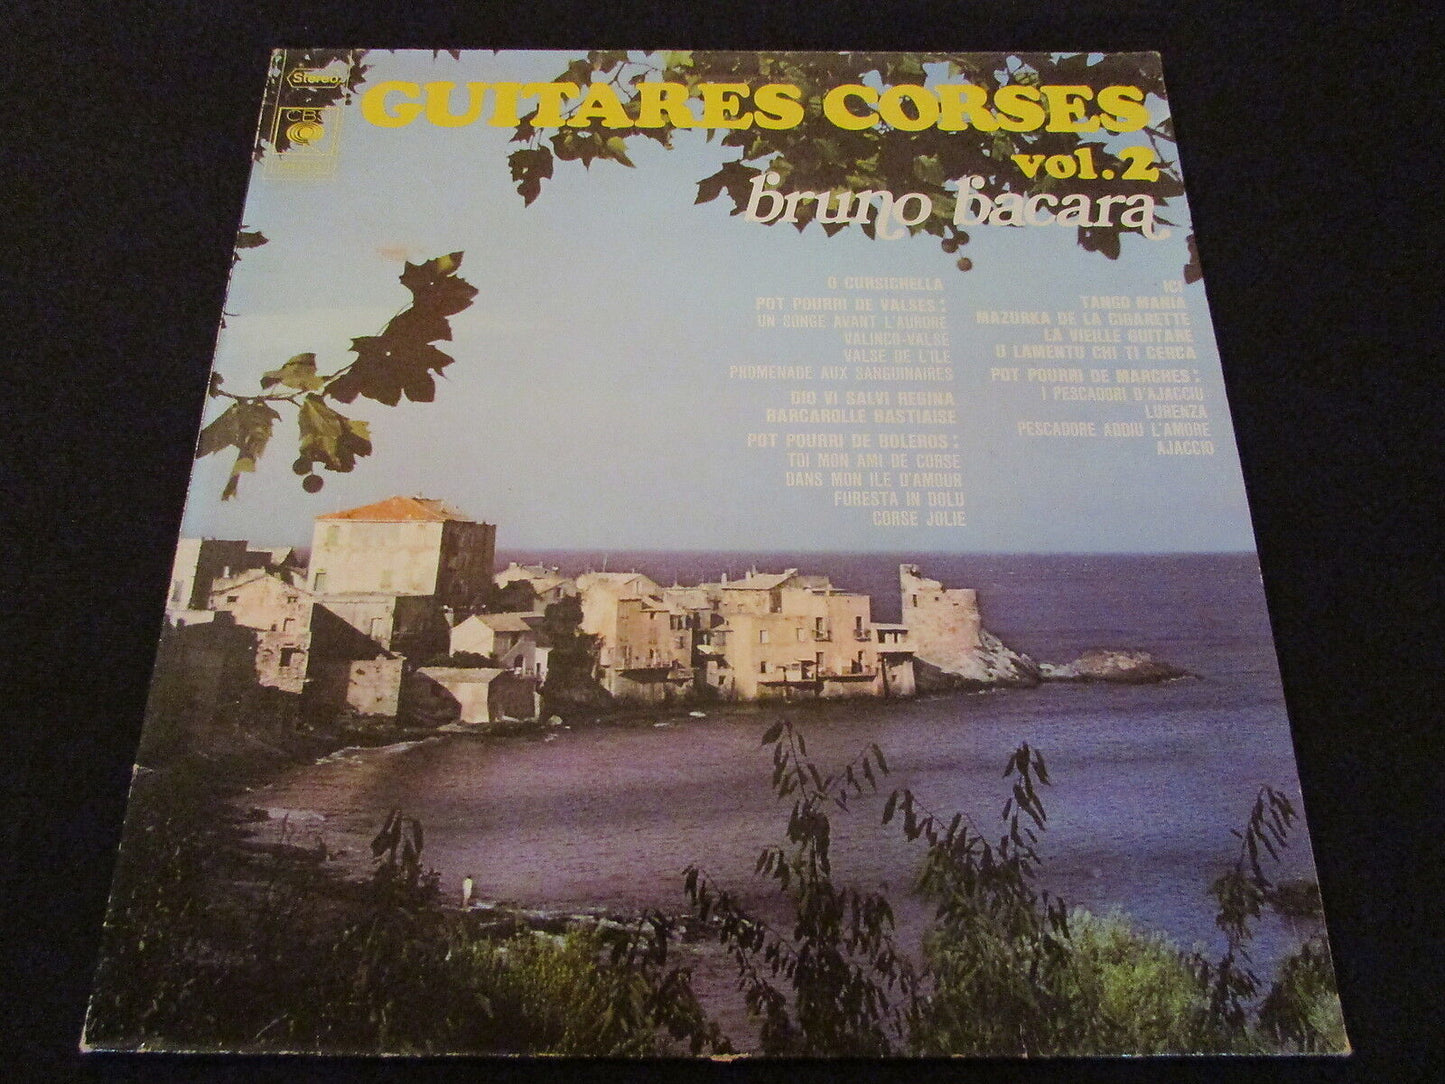 Stereo
CBS
GUITARES CORSES
vol.2
bruno bacara
O CURSICHELLA
POT POURRI DE VALSES :
UN SONGE AVANT L'AURORE
VALINCO-VALSE
VALSE DE L'ILE
PROMENADE AUX SANGUINAIRES
DIO VI SALVI REGINA
BARCAROLLE BASTIAISE
POT POURRI DE BOLEROS :
TOI MON AMI DE CORSE
DANS MON ILE D'AMOUR
FURESTA IN DOLU
CORSE JOLIE
ICI
TANGO MANIA
MAZURKA DE LA CIGARETTE
LA VIEILLE GUITARE
U LAMENTU CHI TI CERCA
POT POURRI DE MARCHES :
I PESCADORI D'AJACCIU
LURENZA
PESCADORE ADDIU L'AMORE
AJACCIO